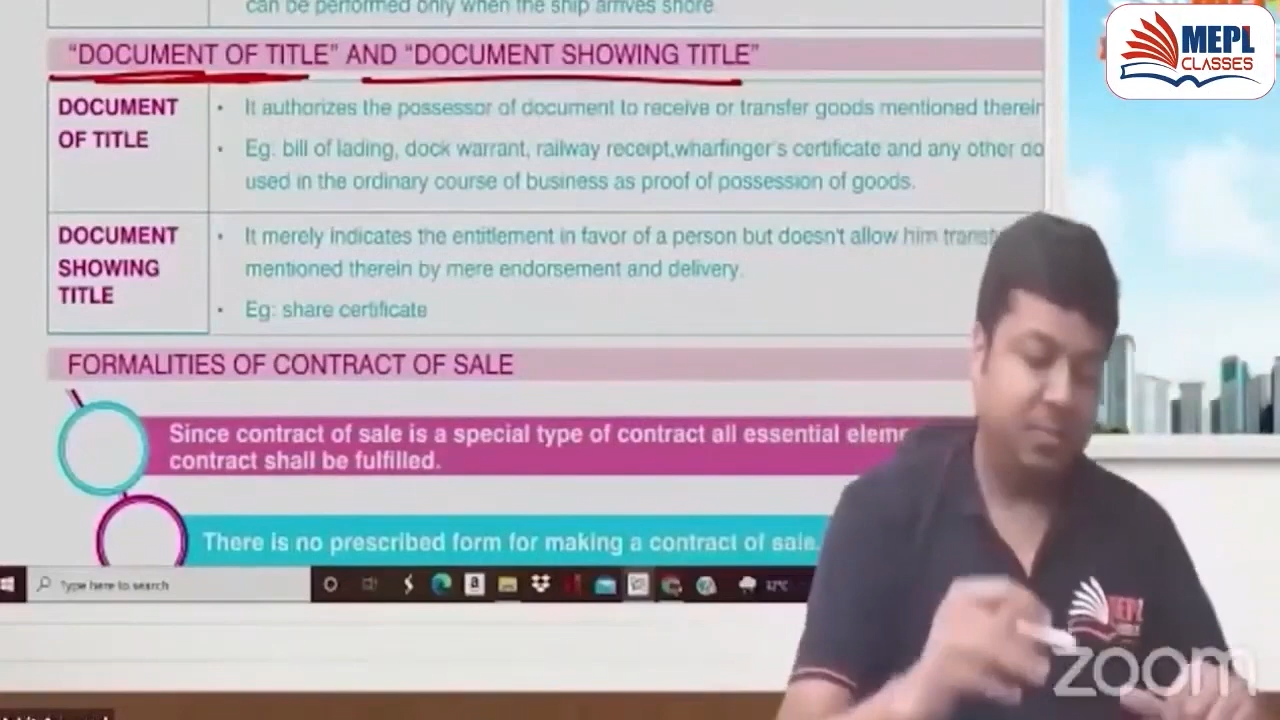 can be performed only when the ship arrives shore
"DOCUMENT OF TITLE" AND "DOCUMENT SHOWING TITLE"
DOCUMENT
OF TITLE
• It authorizes the possessor of document to receive or transfer goods mentioned therein
• Eg: bill of lading, dock warrant, railway receipt,wharfinger's certificate and any other do
used in the ordinary course of business as proof of possession of goods.
DOCUMENT
SHOWING
TITLE
• It merely indicates the entitlement in favor of a person but doesn't allow him
mentioned therein by mere endorsement and delivery.
• Eg: share certificate
FORMALITIES OF CONTRACT OF SALE
Since contract of sale is a special type of contract all essential
contract shall be fulfilled.
There is no prescribed form for making a contract of sale.
Type here to search
MEPL
CLASSES
MEPL
zoom